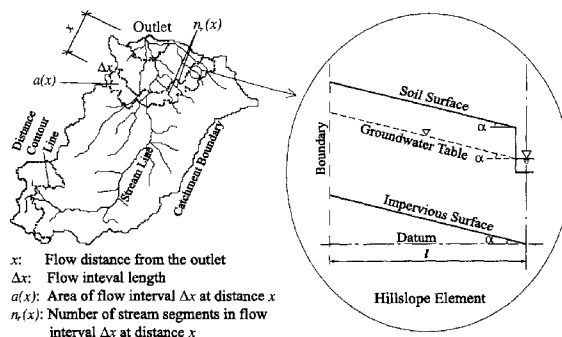 x
Outlet
n_r(x)
Δx
a(x)
Distance
Contour
Line
Stream Line
Catchment Boundary
x: Flow distance from the outlet
Δx: Flow inteval length
a(x): Area of flow interval Δx at distance x
n_r(x): Number of stream segments in flow
interval Δx at distance x
Boundary
Soil Surface
α
Groundwater Table
α
Impervious Surface
Datum
α
l
Hillslope Element